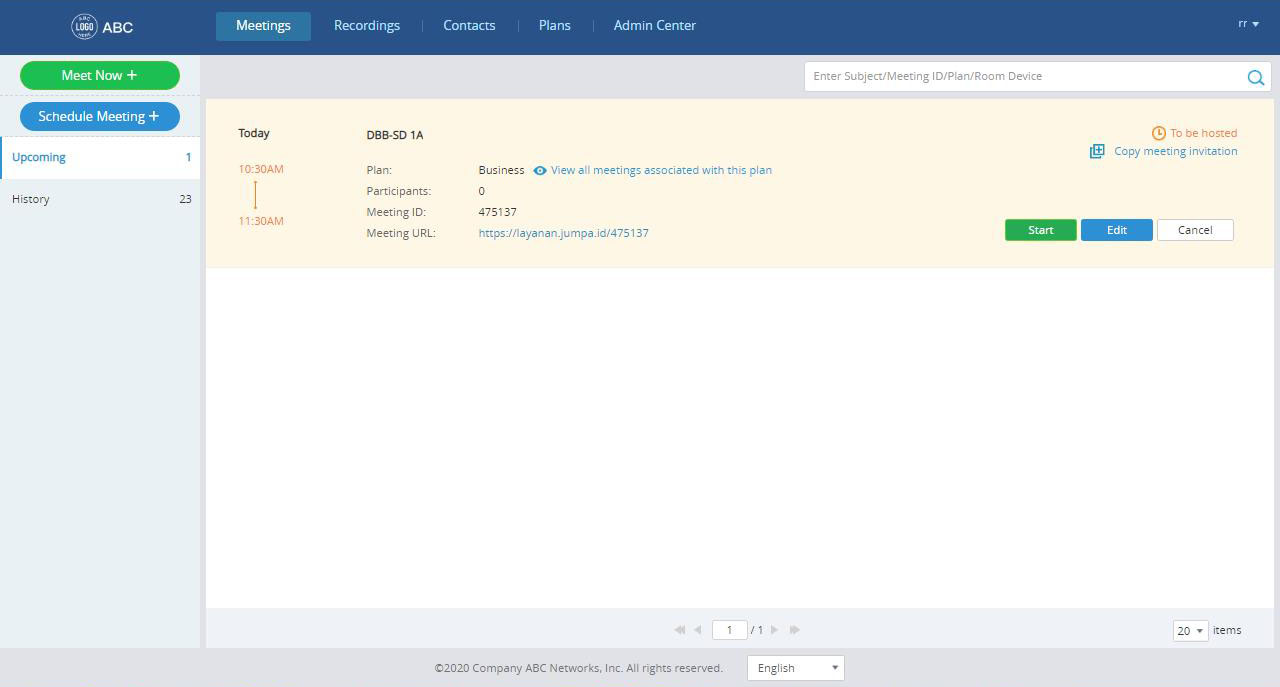 ABC LOGO HERE ABC Meetings Recordings Contacts Plans Admin Center rr
Meet Now +
Enter Subject/Meeting ID/Plan/Room Device
Schedule Meeting +
Upcoming 1
History 23
Today DBB-SD 1A To be hosted
Copy meeting invitation
10:30AM Plan: Business View all meetings associated with this plan
Participants: 0
Meeting ID: 475137
11:30AM
Meeting URL: https://layanan.jumpa.id/475137
Start Edit Cancel
1 / 1 20 items
©2020 Company ABC Networks, Inc. All rights reserved. English